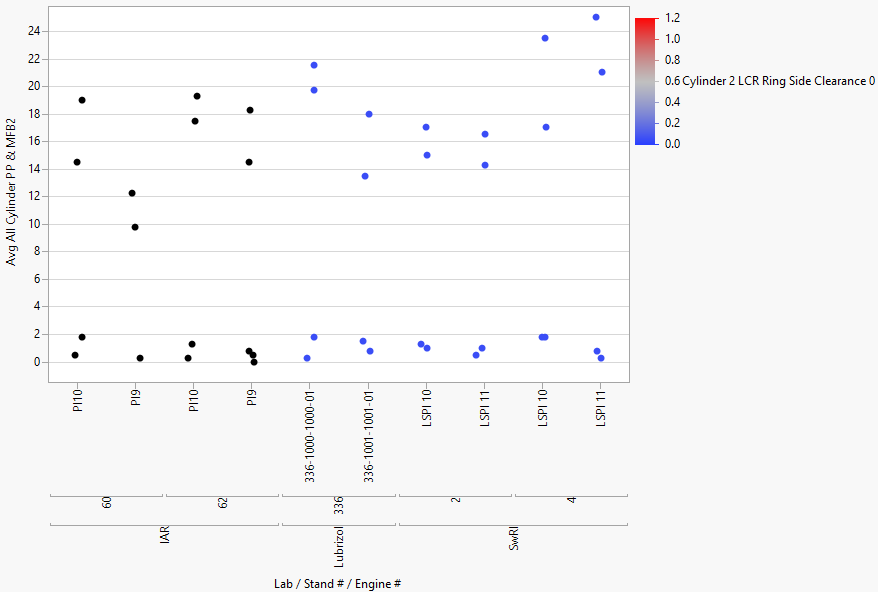 24
22
20
18
16
14
12
10
8
6
4
2
0
Avg All Cylinder PP & MFB2
1.2
1.0
0.8
0.6
0.4
0.2
0.0
Cylinder 2 LCR Ring Side Clearance 0
PI10
PI9
PI10
PI9
336-1000-1000-01
336-1001-1001-01
LSPI 10
LSPI 11
LSPI 10
LSPI 11
60
62
336
2
4
IAR
Lubrizol
SwRI
Lab / Stand # / Engine #